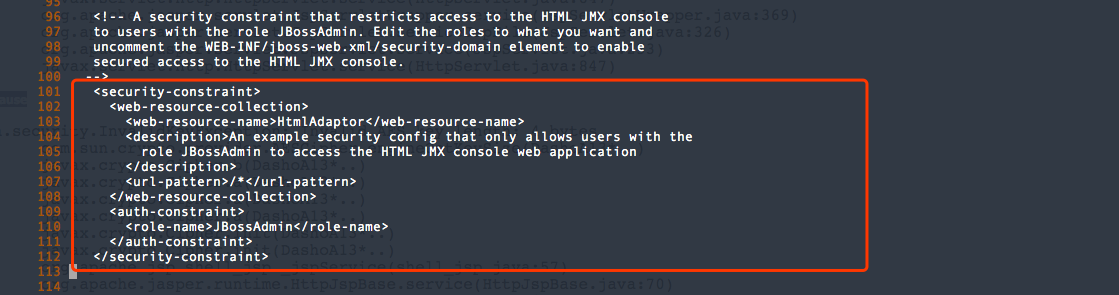 95
96 <!-- A security constraint that restricts access to the HTML JMX console
97 to users with the role JBossAdmin. Edit the roles to what you want and
98 uncomment the WEB-INF/jboss-web.xml/security-domain element to enable
99 secured access to the HTML JMX console.
100 -->
101 <security-constraint>
102 <web-resource-collection>
103 <web-resource-name>HtmlAdaptor</web-resource-name>
104 <description>An example security config that only allows users with the
105 role JBossAdmin to access the HTML JMX console web application
106 </description>
107 <url-pattern>/*</url-pattern>
108 </web-resource-collection>
109 <auth-constraint>
110 <role-name>JBossAdmin</role-name>
111 </auth-constraint>
112 </security-constraint>
113
114